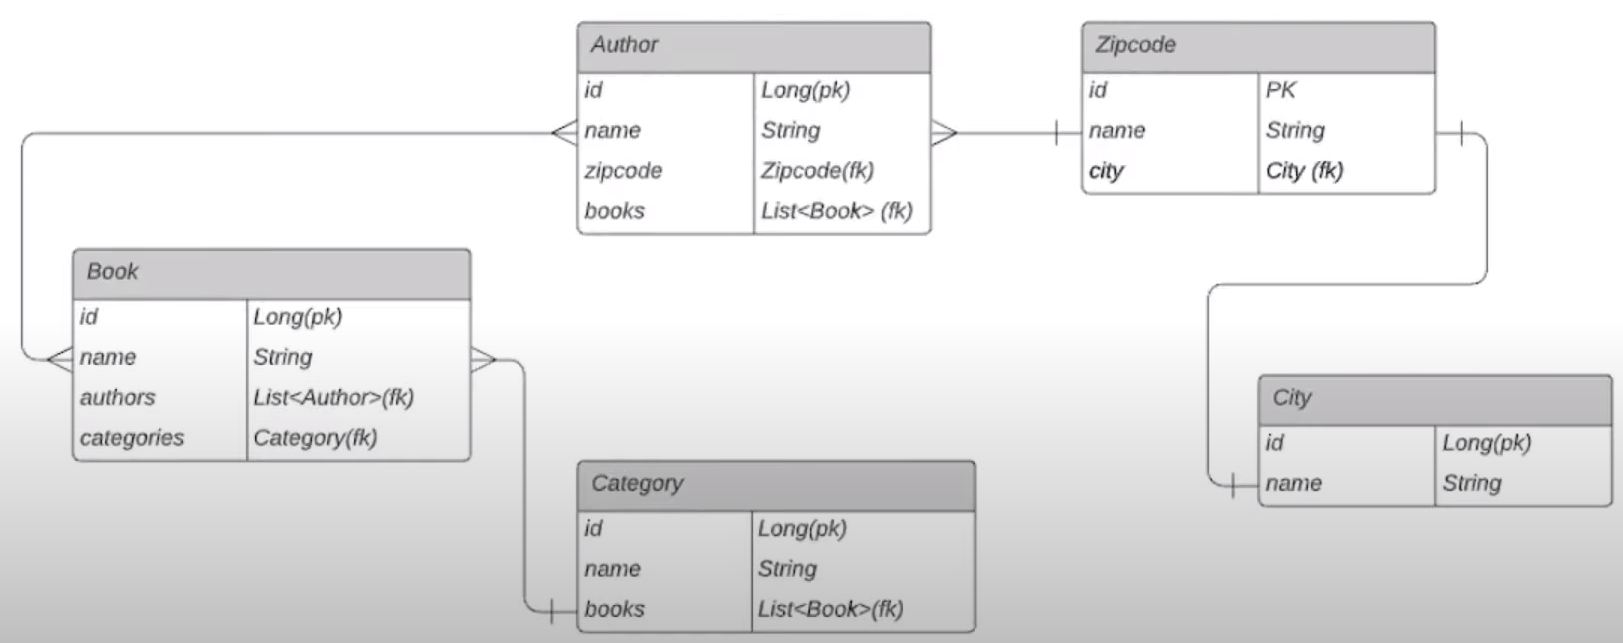 Author
id Long(pk)
name String
zipcode Zipcode(fk)
books List<Book> (fk)
Zipcode
id PK
name String
city City (fk)
Book
id Long(pk)
name String
authors List<Author>(fk)
categories Category(fk)
City
id Long(pk)
name String
Category
id Long(pk)
name String
books List<Book>(fk)